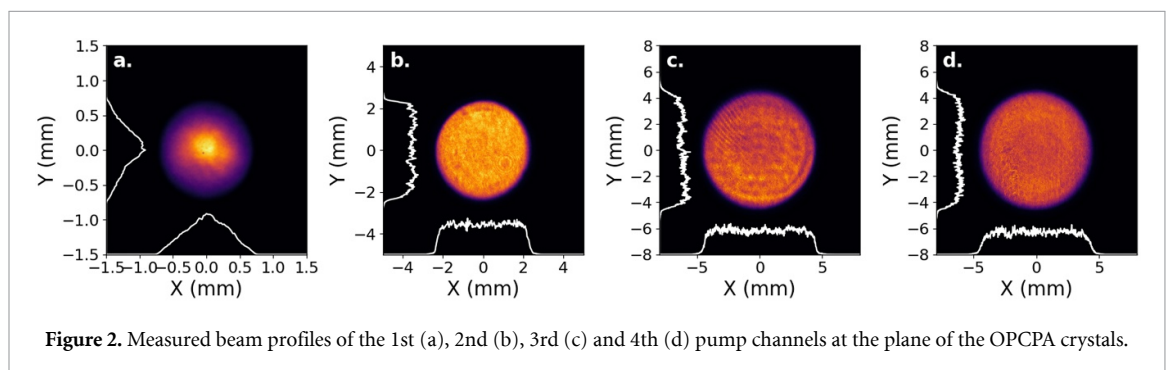 a.
1.5
1.0
0.5
0.0
−0.5
−1.0
−1.5
Y (mm)
−1.5−1.0−0.5 0.0 0.5 1.0 1.5
X (mm)
b.
4
2
0
−2
−4
Y (mm)
−4 −2 0 2 4
X (mm)
c.
8
6
4
2
0
−2
−4
−6
−8
Y (mm)
−5 0 5
X (mm)
d.
8
6
4
2
0
−2
−4
−6
−8
Y (mm)
−5 0 5
X (mm)
Figure 2. Measured beam profiles of the 1st (a), 2nd (b), 3rd (c) and 4th (d) pump channels at the plane of the OPCPA crystals.